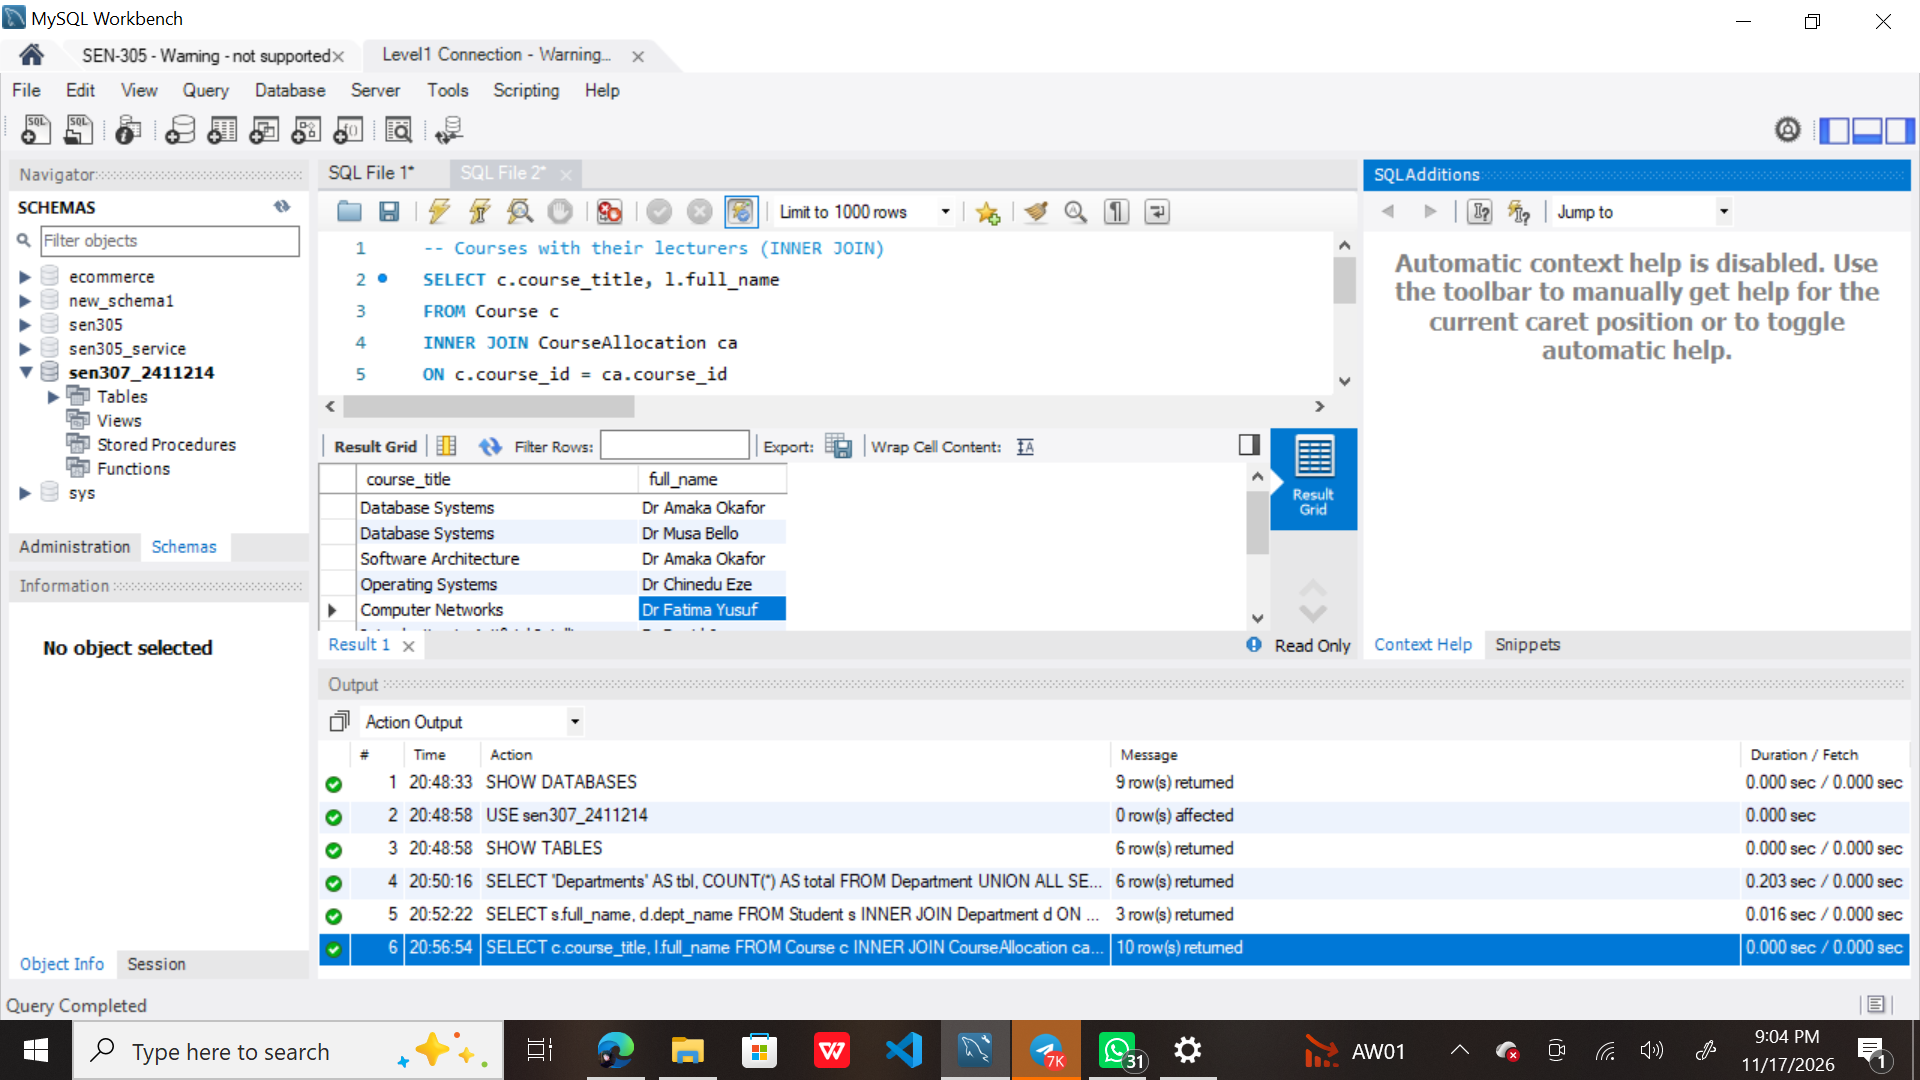 MySQL Workbench
SEN-305 - Warning - not supported
Level1 Connection - Warning...
File Edit View Query Database Server Tools Scripting Help
Navigator
SCHEMAS
Filter objects
ecommerce
new_schema1
sen305
sen305_service
sen307_2411214
Tables
Views
Stored Procedures
Functions
sys
Administration Schemas
Information
No object selected
Object Info Session
SQL File 1*
SQL File 2*
Limit to 1000 rows
1 -- Courses with their lecturers (INNER JOIN)
2 SELECT c.course_title, l.full_name
3 FROM Course c
4 INNER JOIN CourseAllocation ca
5 ON c.course_id = ca.course_id
Result Grid Filter Rows: Export: Wrap Cell Content:
course_title full_name
Database Systems Dr Amaka Okafor
Database Systems Dr Musa Bello
Software Architecture Dr Amaka Okafor
Operating Systems Dr Chinedu Eze
Computer Networks Dr Fatima Yusuf
Result Grid
Result 1
Read Only
SQLAdditions
Jump to
Automatic context help is disabled. Use
the toolbar to manually get help for the
current caret position or to toggle
automatic help.
Context Help Snippets
Output
Action Output
# Time Action Message Duration / Fetch
1 20:48:33 SHOW DATABASES 9 row(s) returned 0.000 sec / 0.000 sec
2 20:48:58 USE sen307_2411214 0 row(s) affected 0.000 sec
3 20:48:58 SHOW TABLES 6 row(s) returned 0.000 sec / 0.000 sec
4 20:50:16 SELECT 'Departments' AS tbl, COUNT(*) AS total FROM Department UNION ALL SE... 6 row(s) returned 0.203 sec / 0.000 sec
5 20:52:22 SELECT s.full_name, d.dept_name FROM Student s INNER JOIN Department d ON ... 3 row(s) returned 0.016 sec / 0.000 sec
6 20:56:54 SELECT c.course_title, l.full_name FROM Course c INNER JOIN CourseAllocation ca... 10 row(s) returned 0.000 sec / 0.000 sec
Query Completed
Type here to search
7K
31
AW01
9:04 PM
11/17/2026
1